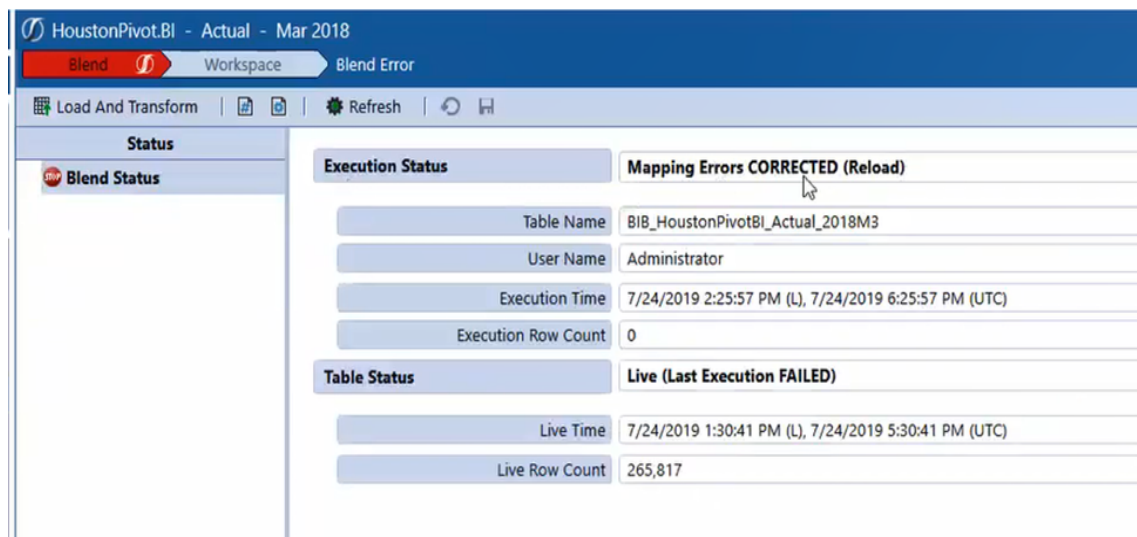 HoustonPivot.BI - Actual - Mar 2018
Blend Workspace Blend Error
Load And Transform # Refresh
Status
STOP Blend Status
Execution Status Mapping Errors CORRECTED (Reload)
Table Name BIB_HoustonPivotBI_Actual_2018M3
User Name Administrator
Execution Time 7/24/2019 2:25:57 PM (L), 7/24/2019 6:25:57 PM (UTC)
Execution Row Count 0
Table Status Live (Last Execution FAILED)
Live Time 7/24/2019 1:30:41 PM (L), 7/24/2019 5:30:41 PM (UTC)
Live Row Count 265,817